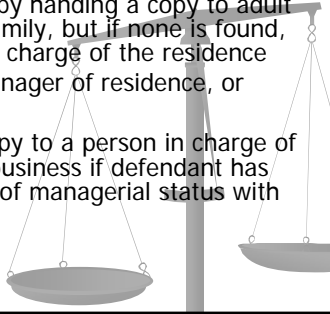 by handing a copy to adult
mily, but if none is found,
charge of the residence
nager of residence, or
py to a person in charge of
business if defendant has
of managerial status with